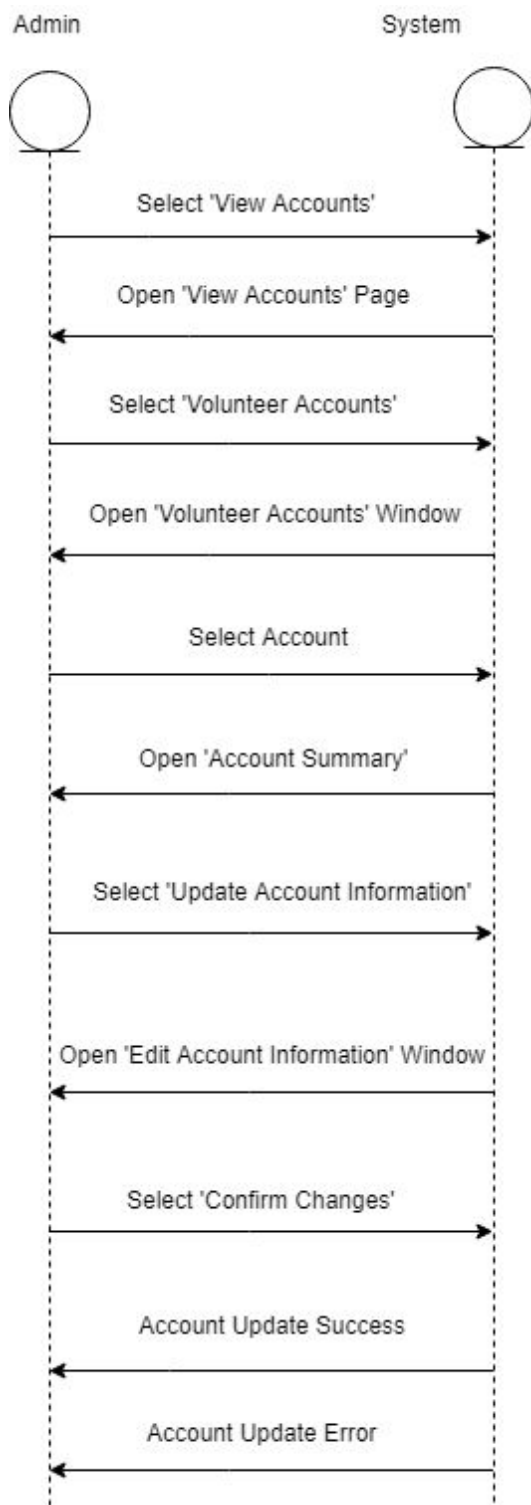 Admin
System
Select 'View Accounts'
Open 'View Accounts' Page
Select 'Volunteer Accounts'
Open 'Volunteer Accounts' Window
Select Account
Open 'Account Summary'
Select 'Update Account Information'
Open 'Edit Account Information' Window
Select 'Confirm Changes'
Account Update Success
Account Update Error